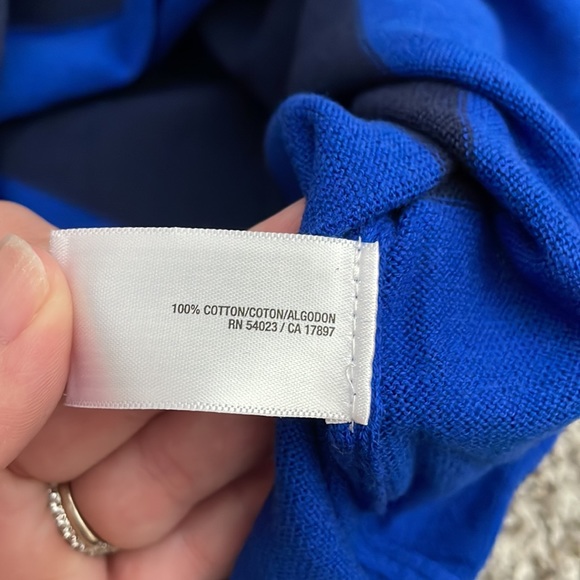 100% COTTON/COTON/ALGODON
RN 54023 / CA 17897